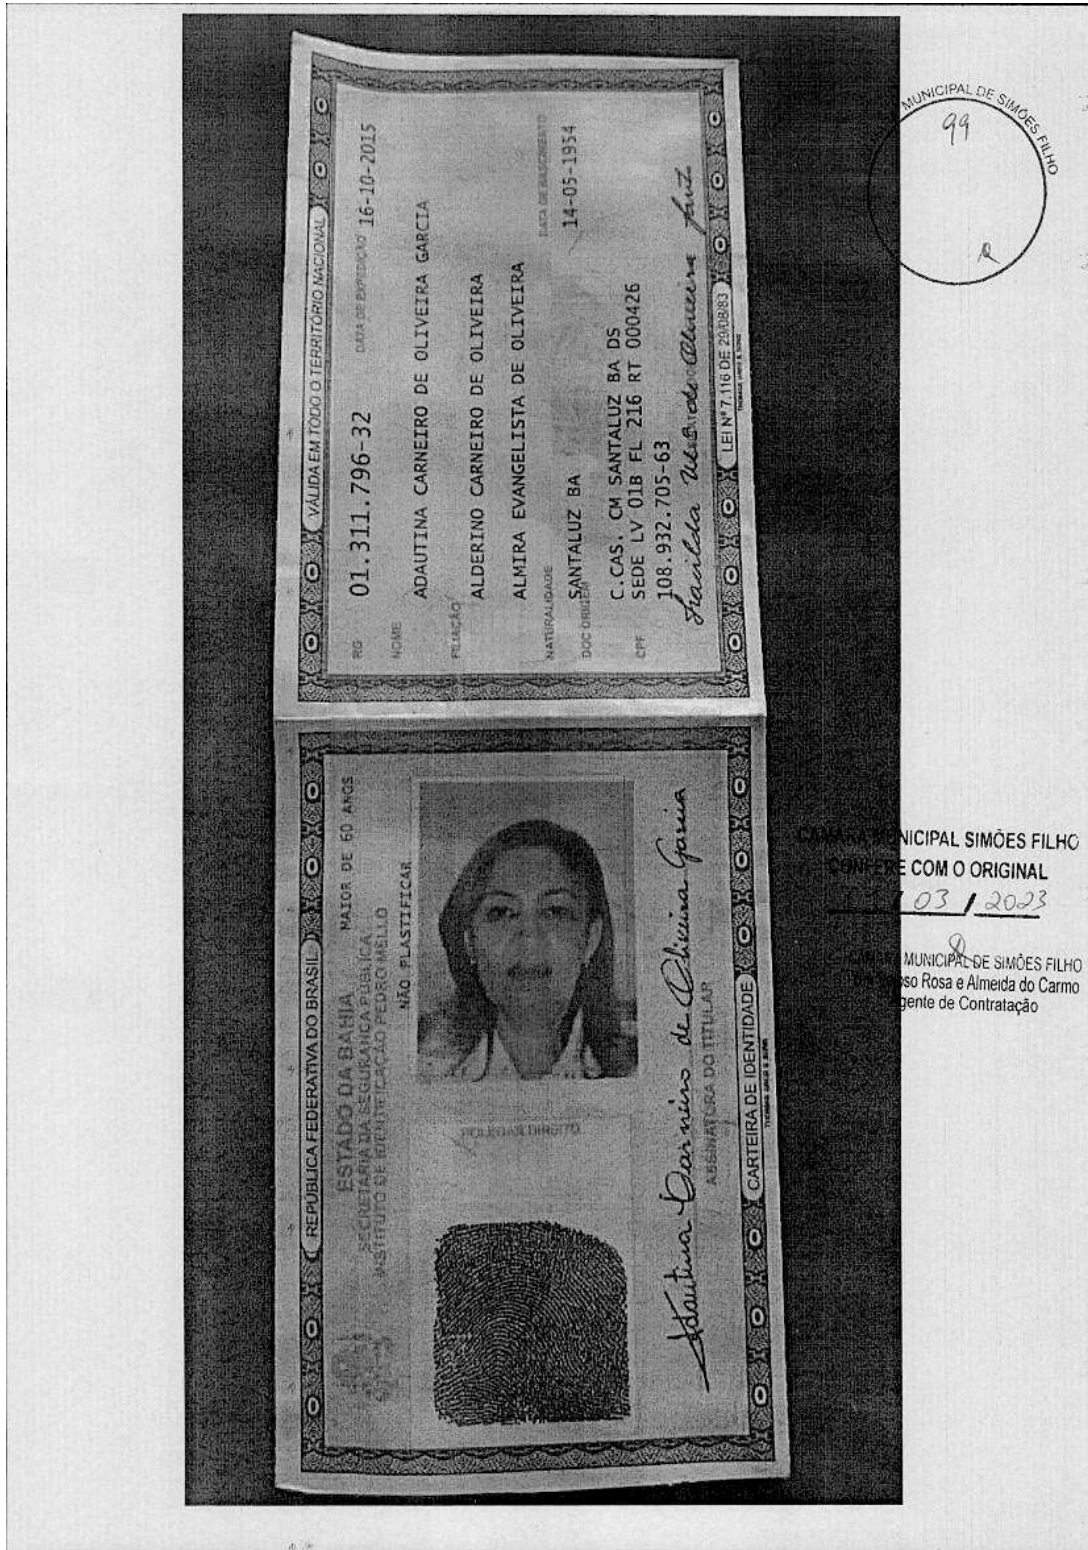 MUNICIPAL DE SIMÕES FILHO
99
VÁLIDA EM TODO O TERRITÓRIO NACIONAL
RG 01.311.796-32 DATA DE EXPEDIÇÃO 16-10-2015
NOME
ADAUTINA CARNEIRO DE OLIVEIRA GARCIA
FILIAÇÃO
ALDERINO CARNEIRO DE OLIVEIRA
ALMIRA EVANGELISTA DE OLIVEIRA
NATURALIDADE DATA DE NASCIMENTO
SANTALUZ BA 14-05-1954
DOC ORIGEM
C.CAS. CM SANTALUZ BA DS
SEDE LV 01B FL 216 RT 000426
CPF 108.932.705-63
LEI Nº 7.116 DE 29/08/83
REPÚBLICA FEDERATIVA DO BRASIL
ESTADO DA BAHIA MAIOR DE 60 ANOS
SECRETARIA DA SEGURANÇA PÚBLICA
INSTITUTO DE IDENTIFICAÇÃO PEDRO MELLO
NÃO PLASTIFICAR
POLEGAR DIREITO
Adautina Carneiro de Oliveira Garcia
ASSINATURA DO TITULAR
CARTEIRA DE IDENTIDADE
CÂMARA MUNICIPAL SIMÕES FILHO
CONFERE COM O ORIGINAL
/ 03 / 2023
MUNICIPAL DE SIMÕES FILHO
Rosa e Almeida do Carmo
gente de Contratação